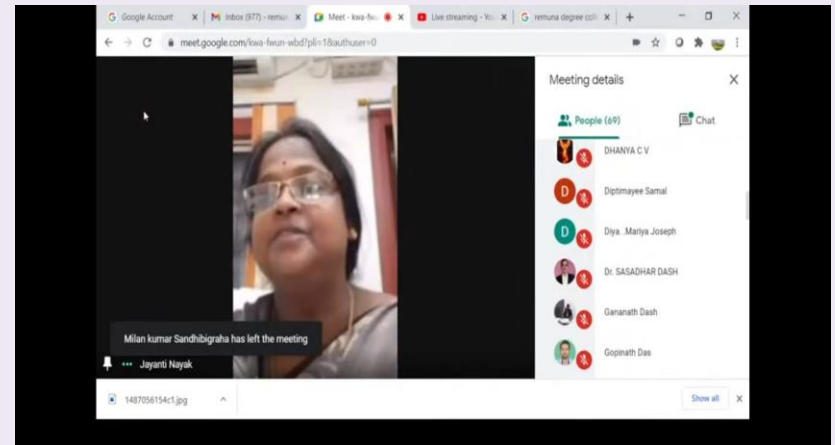 Google Account
Inbox (977) - remun
Meet - kwa-fwu
Live streaming - Yo
remuna degree coll
meet.google.com/kwa-fwun-wbd?pli=1&authuser=0
Meeting details
People (69)
Chat
DHANYA C V
D
Diptimayee Samal
D
Diya ..Mariya Joseph
Dr. SASADHAR DASH
Gananath Dash
Gopinath Das
Milan kumar Sandhibigraha has left the meeting
Jayanti Nayak
1487056154c1.jpg
Show all